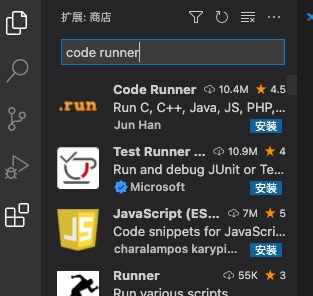 扩展: 商店
code runner
.run
Code Runner 10.4M 4.5
Run C, C++, Java, JS, PHP,...
Jun Han 安装
Test Runner ... 10.9M 4
Run and debug JUnit or Te...
Microsoft 安装
JS
JavaScript (ES... 7M 5
Code snippets for JavaScri...
charalampos karypi... 安装
Runner 55K 3
Run various scripts